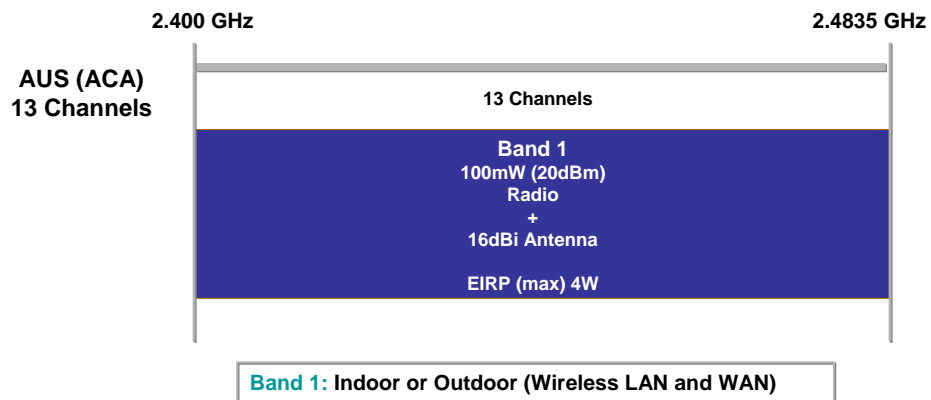 2.400 GHz
2.4835 GHz
AUS (ACA)
13 Channels
13 Channels
Band 1
100mW (20dBm)
Radio
+
16dBi Antenna
EIRP (max) 4W
Band 1: Indoor or Outdoor (Wireless LAN and WAN)